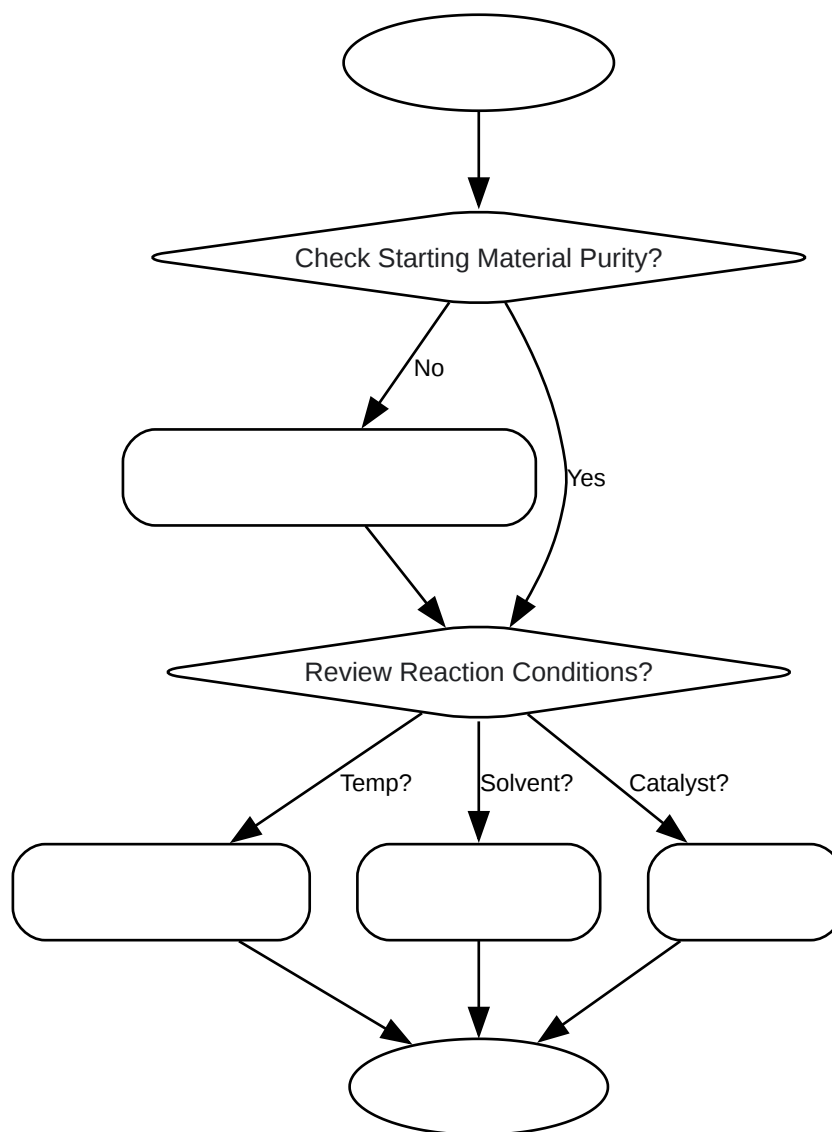 Check Starting Material Purity?
No
Yes
Review Reaction Conditions?
Temp?
Solvent?
Catalyst?